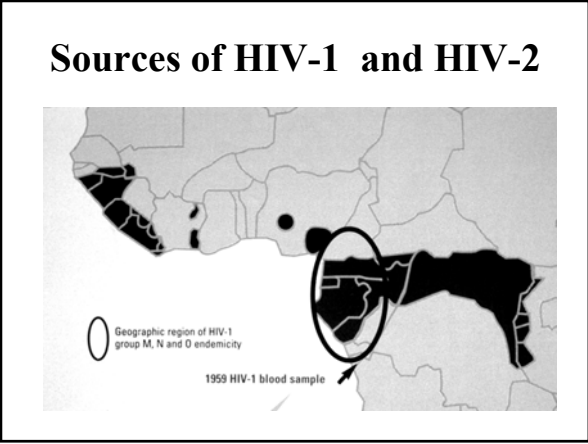 Sources of HIV-1 and HIV-2
Geographic region of HIV-1
group M, N and O endemicity
1959 HIV-1 blood sample